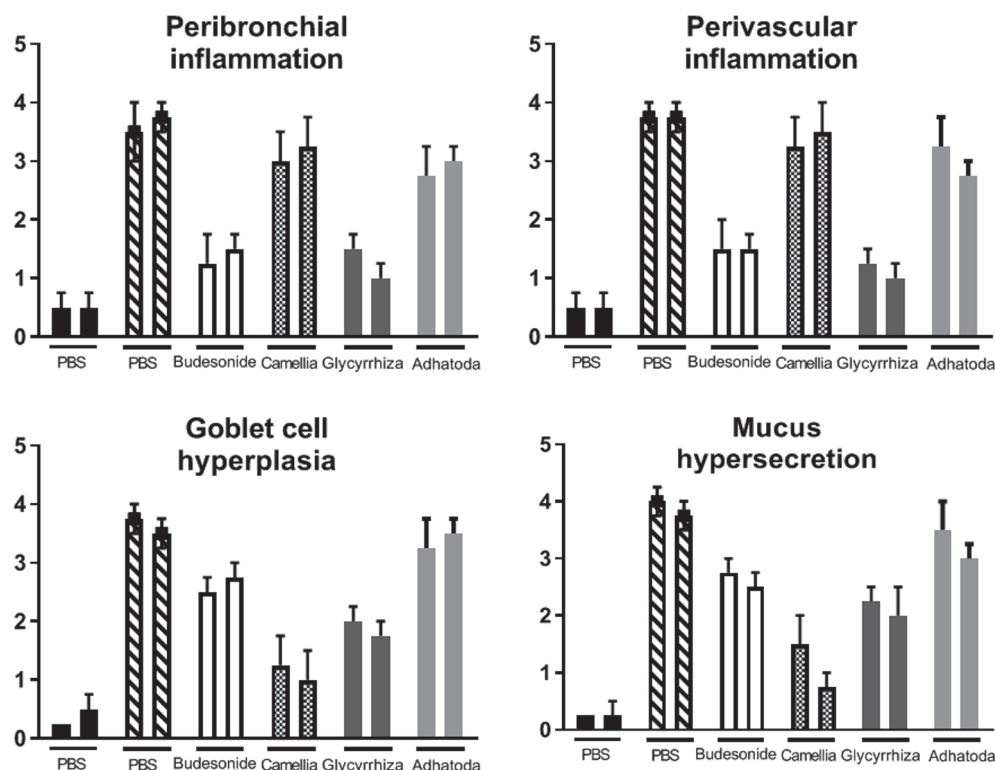 Peribronchial
inflammation
5
4
3
2
1
0
PBS PBS Budesonide Camellia Glycyrrhiza Adhatoda
Perivascular
inflammation
5
4
3
2
1
0
PBS PBS Budesonide Camellia Glycyrrhiza Adhatoda
Goblet cell
hyperplasia
5
4
3
2
1
0
PBS PBS Budesonide Camellia Glycyrrhiza Adhatoda
Mucus
hypersecretion
5
4
3
2
1
0
PBS PBS Budesonide Camellia Glycyrrhiza Adhatoda